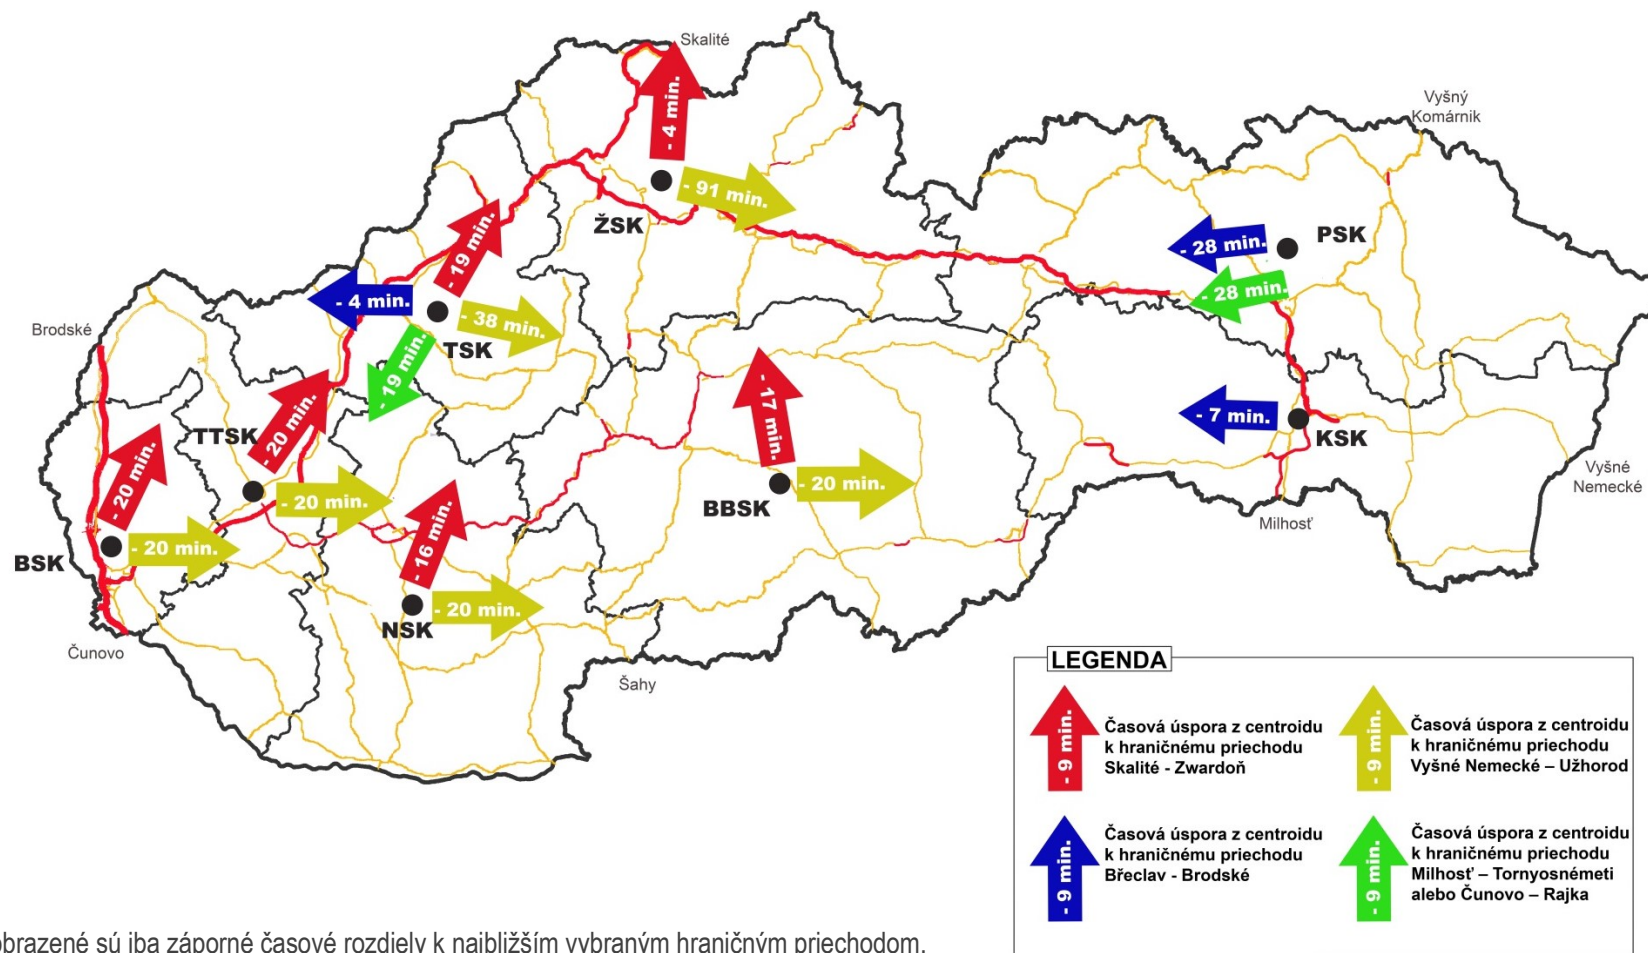 Skalité
Vyšný
Komárnik
- 4 min.
- 91 min.
ŽSK
- 19 min.
- 28 min.
PSK
- 28 min.
- 4 min.
Brodské
- 38 min.
TSK
- 19 min.
- 17 min.
- 7 min.
KSK
TTSK
- 20 min.
- 20 min.
Vyšné
Nemecké
- 20 min.
- 20 min.
BBSK
Milhosť
- 16 min.
- 20 min.
BSK
- 20 min.
NSK
Čunovo
Šahy
LEGENDA
- 9 min.
Časová úspora z centroidu
k hraničnému priechodu
Skalité - Zwardoň
- 9 min.
Časová úspora z centroidu
k hraničnému priechodu
Vyšné Nemecké – Užhorod
- 9 min.
Časová úspora z centroidu
k hraničnému priechodu
Břeclav - Brodské
- 9 min.
Časová úspora z centroidu
k hraničnému priechodu
Milhosť – Tornyosnémeti
alebo Čunovo – Rajka
obrazené sú iba záporné časové rozdiely k najbližším vybraným hraničným priechodom.